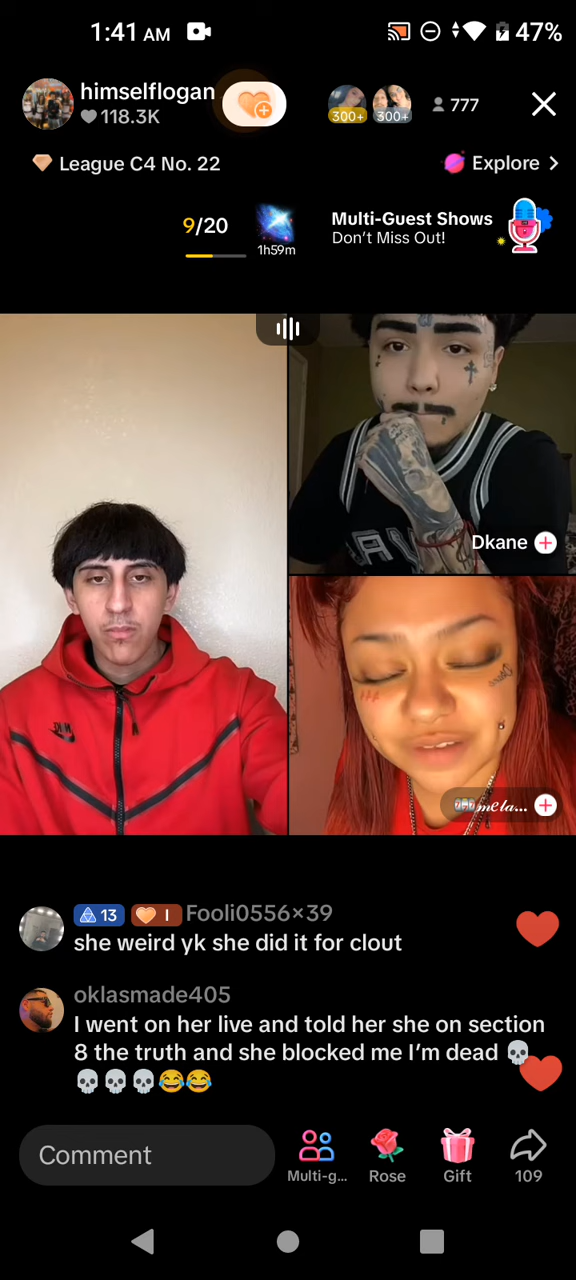 1:41 AM
47%
himselflogan
118.3K
300+
300+
777
League C4 No. 22
Explore
9/20
1h59m
Multi-Guest Shows
Don't Miss Out!
Dkane
mela...
13
I
Fooli0556×39
she weird yk she did it for clout
oklasmade405
I went on her live and told her she on section
8 the truth and she blocked me I'm dead 💀
💀💀💀😂😂
Comment
Multi-g...
Rose
Gift
109